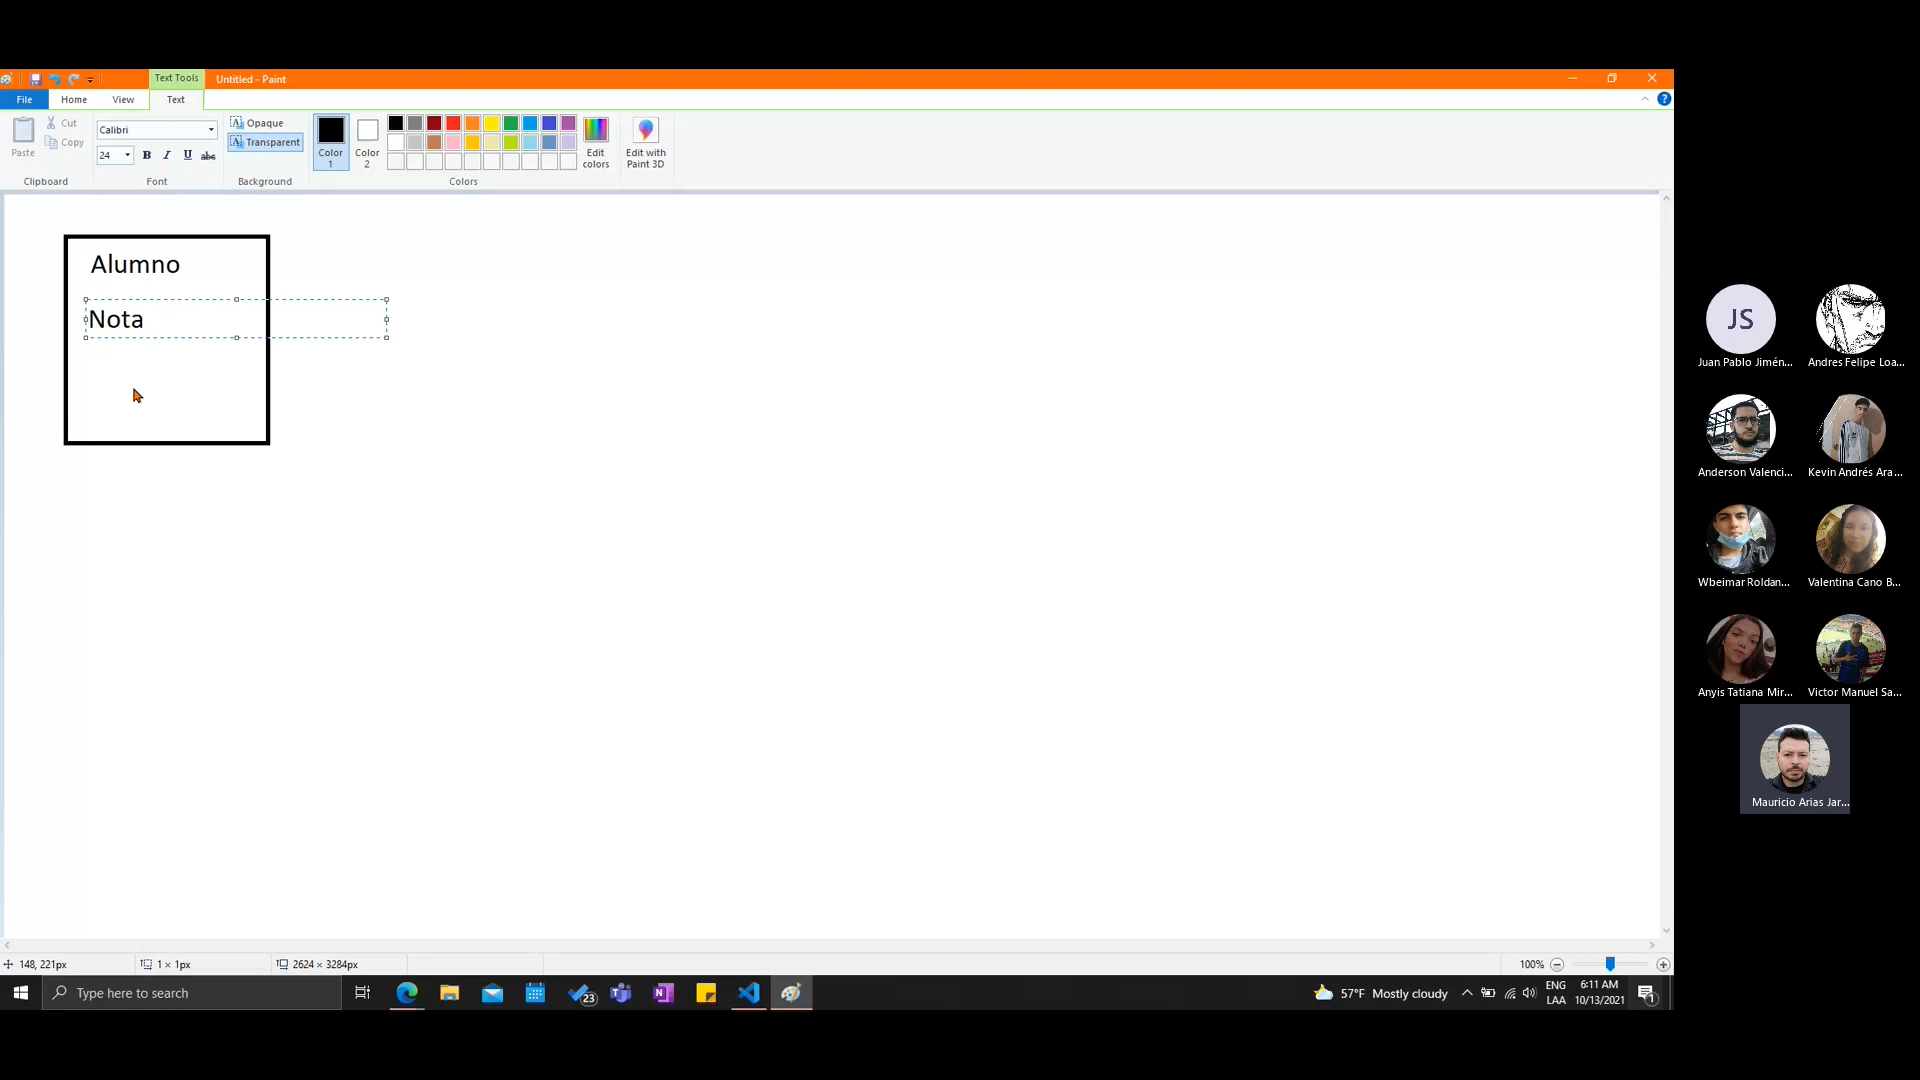 Text Tools
Untitled - Paint
File
Home
View
Text
Paste
Cut
Copy
Clipboard
Calibri
24
B
I
U
abc
Font
Opaque
Transparent
Background
Color
1
Color
2
Colors
Edit
colors
Edit with
Paint 3D
Alumno
Nota
JS
Juan Pablo Jimén...
Andres Felipe Loa...
Anderson Valenci...
Kevin Andrés Ara...
Wbeimar Roldan...
Valentina Cano B...
Anyis Tatiana Mir...
Victor Manuel Sa...
Mauricio Arias Jar...
148, 221px
1 × 1px
2624 × 3284px
100%
Type here to search
23
57°F Mostly cloudy
ENG
LAA
6:11 AM
10/13/2021
1